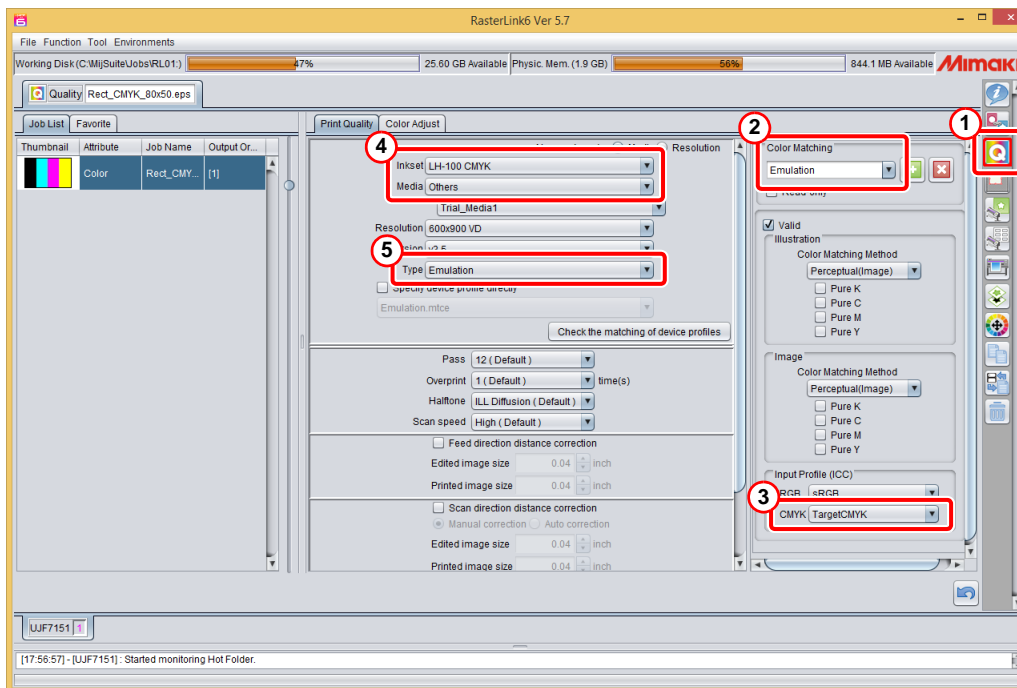 RasterLink6 Ver 5.7
File Function Tool Environments
Working Disk (C:\MijSuite\Jobs\RL01:) 47% 25.60 GB Available Physic. Mem. (1.9 GB) 56% 844.1 MB Available Mimaki
Quality Rect_CMYK_80x50.eps
Job List Favorite
Print Quality Color Adjust
Thumbnail Attribute Job Name Output Or...
Color Rect_CMY... [1]
Resolution
4
Inkset LH-100 CMYK
Media Others
Trial_Media1
Resolution 600x900 VD
5
Type Emulation
Specify device profile directly
Emulation.mtce
Check the matching of device profiles
Pass 12 ( Default )
Overprint 1 ( Default ) time(s)
Halftone ILL Diffusion ( Default )
Scan speed High ( Default )
Feed direction distance correction
Edited image size 0.04 inch
Printed image size 0.04 inch
Scan direction distance correction
Manual correction Auto correction
Edited image size 0.04 inch
Printed image size 0.04 inch
2
1
Color Matching
Emulation
Read only
Valid
Illustration
Color Matching Method
Perceptual(Image)
Pure K
Pure C
Pure M
Pure Y
Image
Color Matching Method
Perceptual(Image)
Pure K
Pure C
Pure M
Pure Y
Input Profile (ICC)
RGB sRGB
3
CMYK TargetCMYK
UJF7151 1
[17:56:57] - [UJF7151] : Started monitoring Hot Folder.